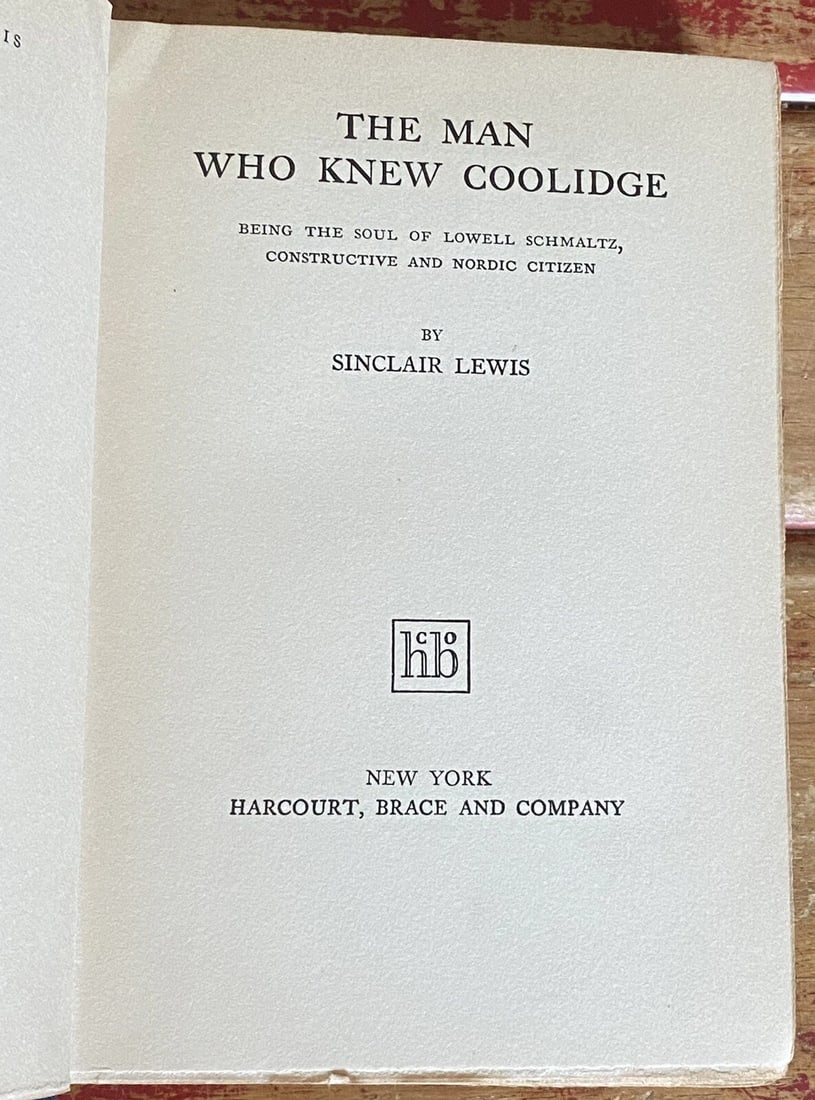 IS
THE MAN
WHO KNEW COOLIDGE
BEING THE SOUL OF LOWELL SCHMALTZ,
CONSTRUCTIVE AND NORDIC CITIZEN
BY
SINCLAIR LEWIS
hbco
NEW YORK
HARCOURT, BRACE AND COMPANY